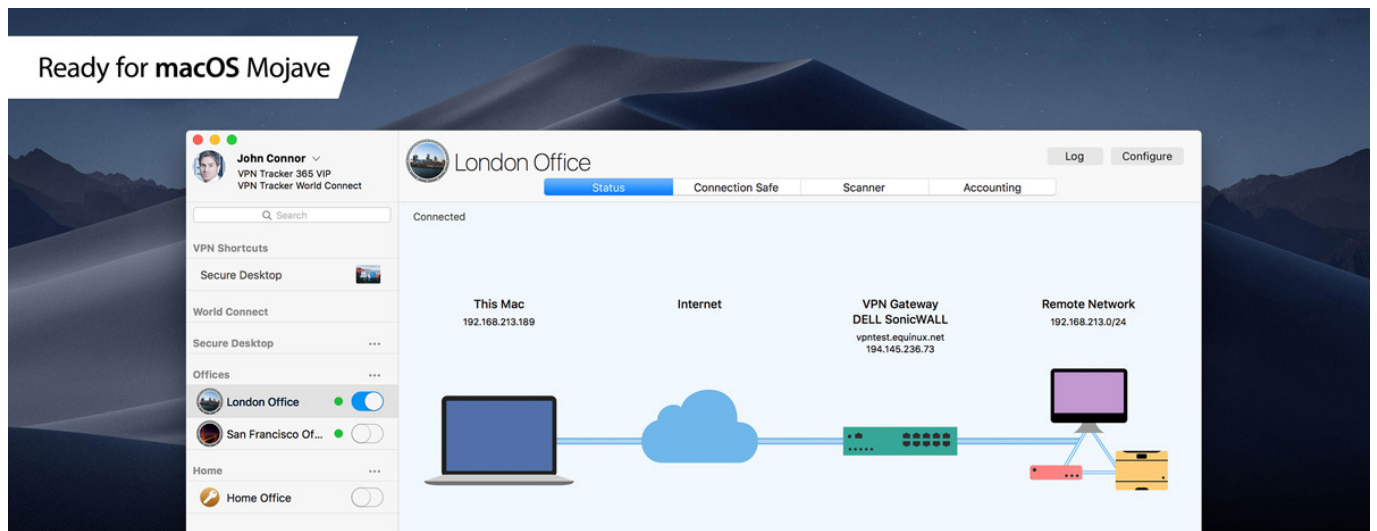 Ready for macOS Mojave
John Connor
VPN Tracker 365 VIP
VPN Tracker World Connect
Search
VPN Shortcuts
Secure Desktop
World Connect
Secure Desktop
Offices
London Office
San Francisco Of...
Home
Home Office
London Office
Log
Configure
Status
Connection Safe
Scanner
Accounting
Connected
This Mac
192.168.213.189
Internet
VPN Gateway
DELL SonicWALL
vpntest.equinux.net
194.145.236.73
Remote Network
192.168.213.0/24